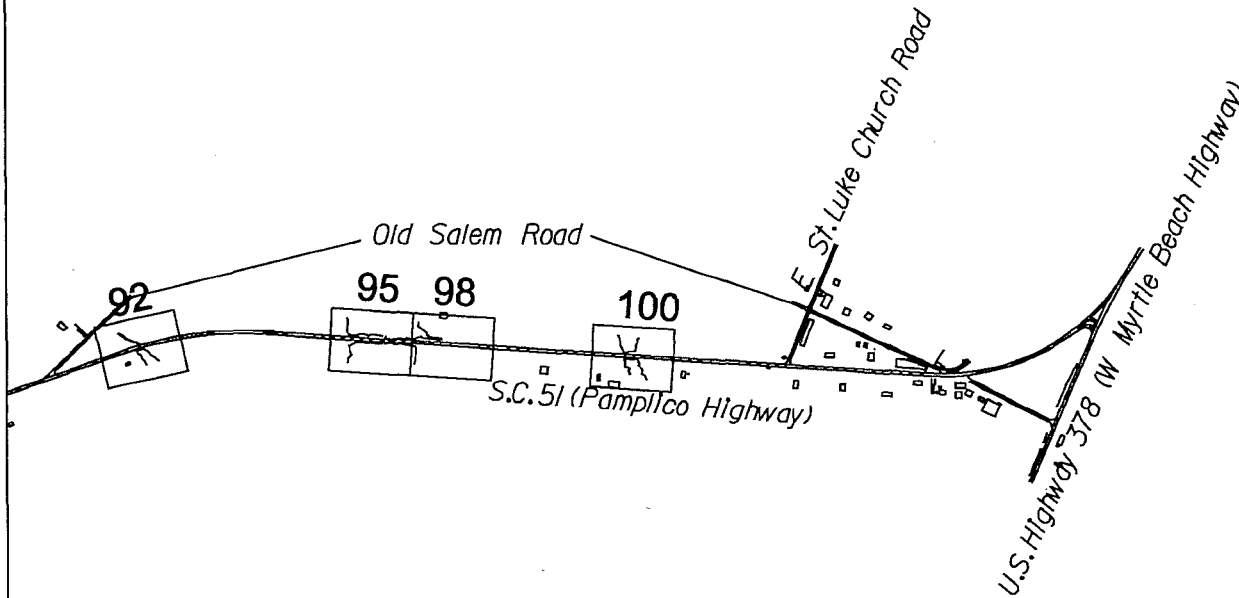 E St. Luke Church Road
U.S. Highway 378 (W Myrtle Beach Highway)
Old Salem Road
92
95
98
100
S.C. 51 (Pamplico Highway)